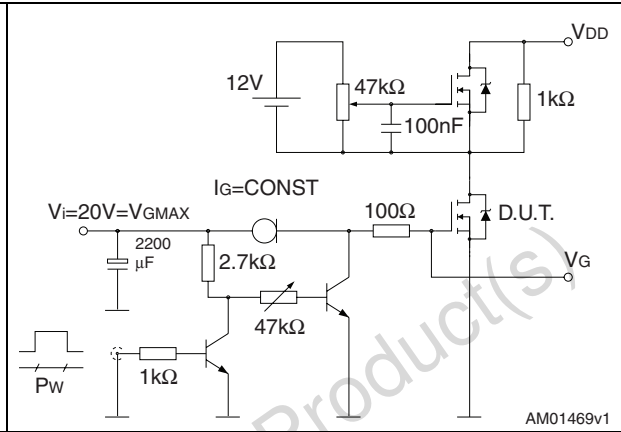 VDD
12V
47kΩ
1kΩ
100nF
IG=CONST
Vi=20V=VGMAX
100Ω
D.U.T.
2200
μF
2.7kΩ
VG
47kΩ
1kΩ
PW
Product(s)
AM01469v1